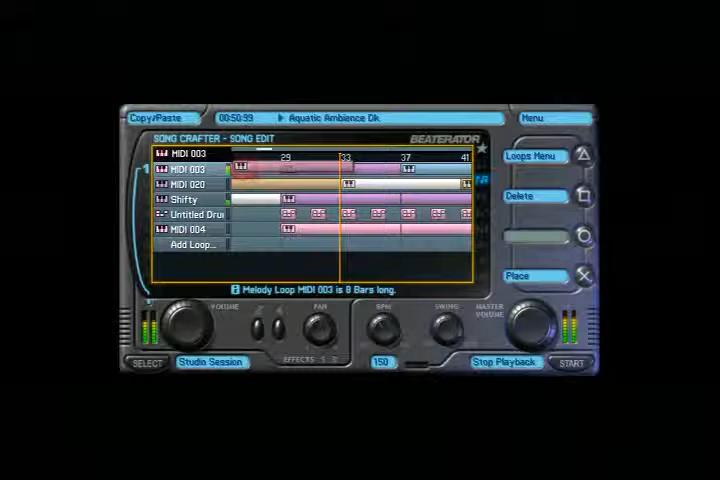 Copy/Paste
00:50:99
Aquatic Ambience Dk.
Menu
SONG CRAFTER - SONG EDIT
BEATERATOR
MIDI 003
29 33 37 41
1
MIDI 003
MIDI 020
Shifty
Untitled Dru
MIDI 004
Add Loop...
Melody Loop MIDI 003 is 8 Bars long.
Loops Menu
Delete
Place
VOLUME
PAN
BPM
SWING
MASTER
VOLUME
SELECT
Studio Session
EFFECTS
150
Stop Playback
START